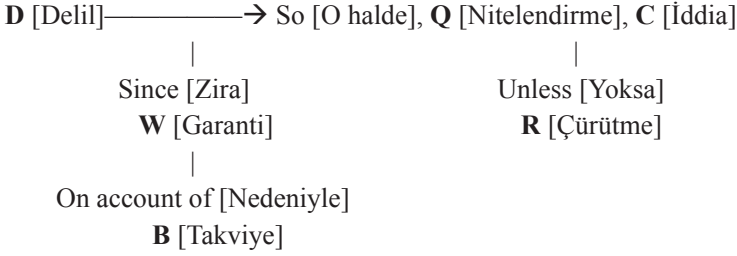 D [Delil]————→ So [O halde], Q [Nitelendirme], C [İddia]
Since [Zira] Unless [Yoksa]
W [Garanti] R [Çürütme]
On account of [Nedeniyle]
B [Takviye]